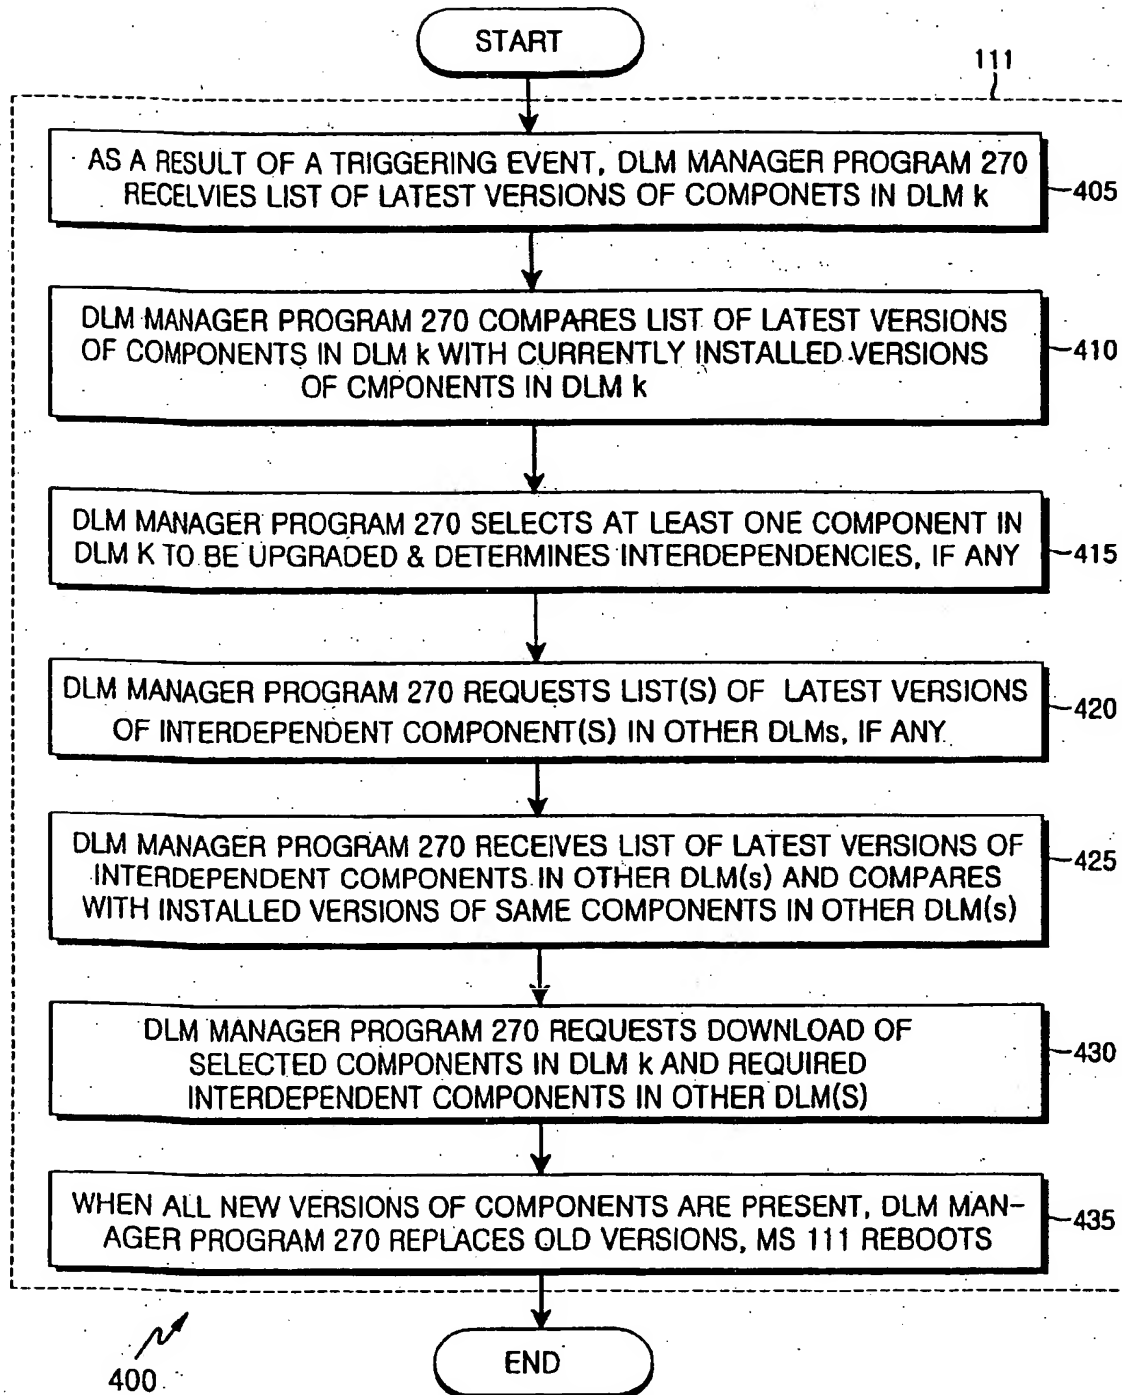 START
111
AS A RESULT OF A TRIGGERING EVENT, DLM MANAGER PROGRAM 270
RECELVIES LIST OF LATEST VERSIONS OF COMPONETS IN DLM k
405
DLM MANAGER PROGRAM 270 COMPARES LIST OF LATEST VERSIONS
OF COMPONENTS IN DLM k WITH CURRENTLY INSTALLED VERSIONS
OF CMPONENTS IN DLM k
410
DLM MANAGER PROGRAM 270 SELECTS AT LEAST ONE COMPONENT IN
DLM K TO BE UPGRADED & DETERMINES INTERDEPENDENCIES, IF ANY
415
DLM MANAGER PROGRAM 270 REQUESTS LIST(S) OF LATEST VERSIONS
OF INTERDEPENDENT COMPONENT(S) IN OTHER DLMs, IF ANY
420
DLM MANAGER PROGRAM 270 RECEIVES LIST OF LATEST VERSIONS OF
INTERDEPENDENT COMPONENTS IN OTHER DLM(s) AND COMPARES
WITH INSTALLED VERSIONS OF SAME COMPONENTS IN OTHER DLM(s)
425
DLM MANAGER PROGRAM 270 REQUESTS DOWNLOAD OF
SELECTED COMPONENTS IN DLM k AND REQUIRED
INTERDEPENDENT COMPONENTS IN OTHER DLM(S)
430
WHEN ALL NEW VERSIONS OF COMPONENTS ARE PRESENT, DLM MAN-
AGER PROGRAM 270 REPLACES OLD VERSIONS, MS 111 REBOOTS
435
END
400